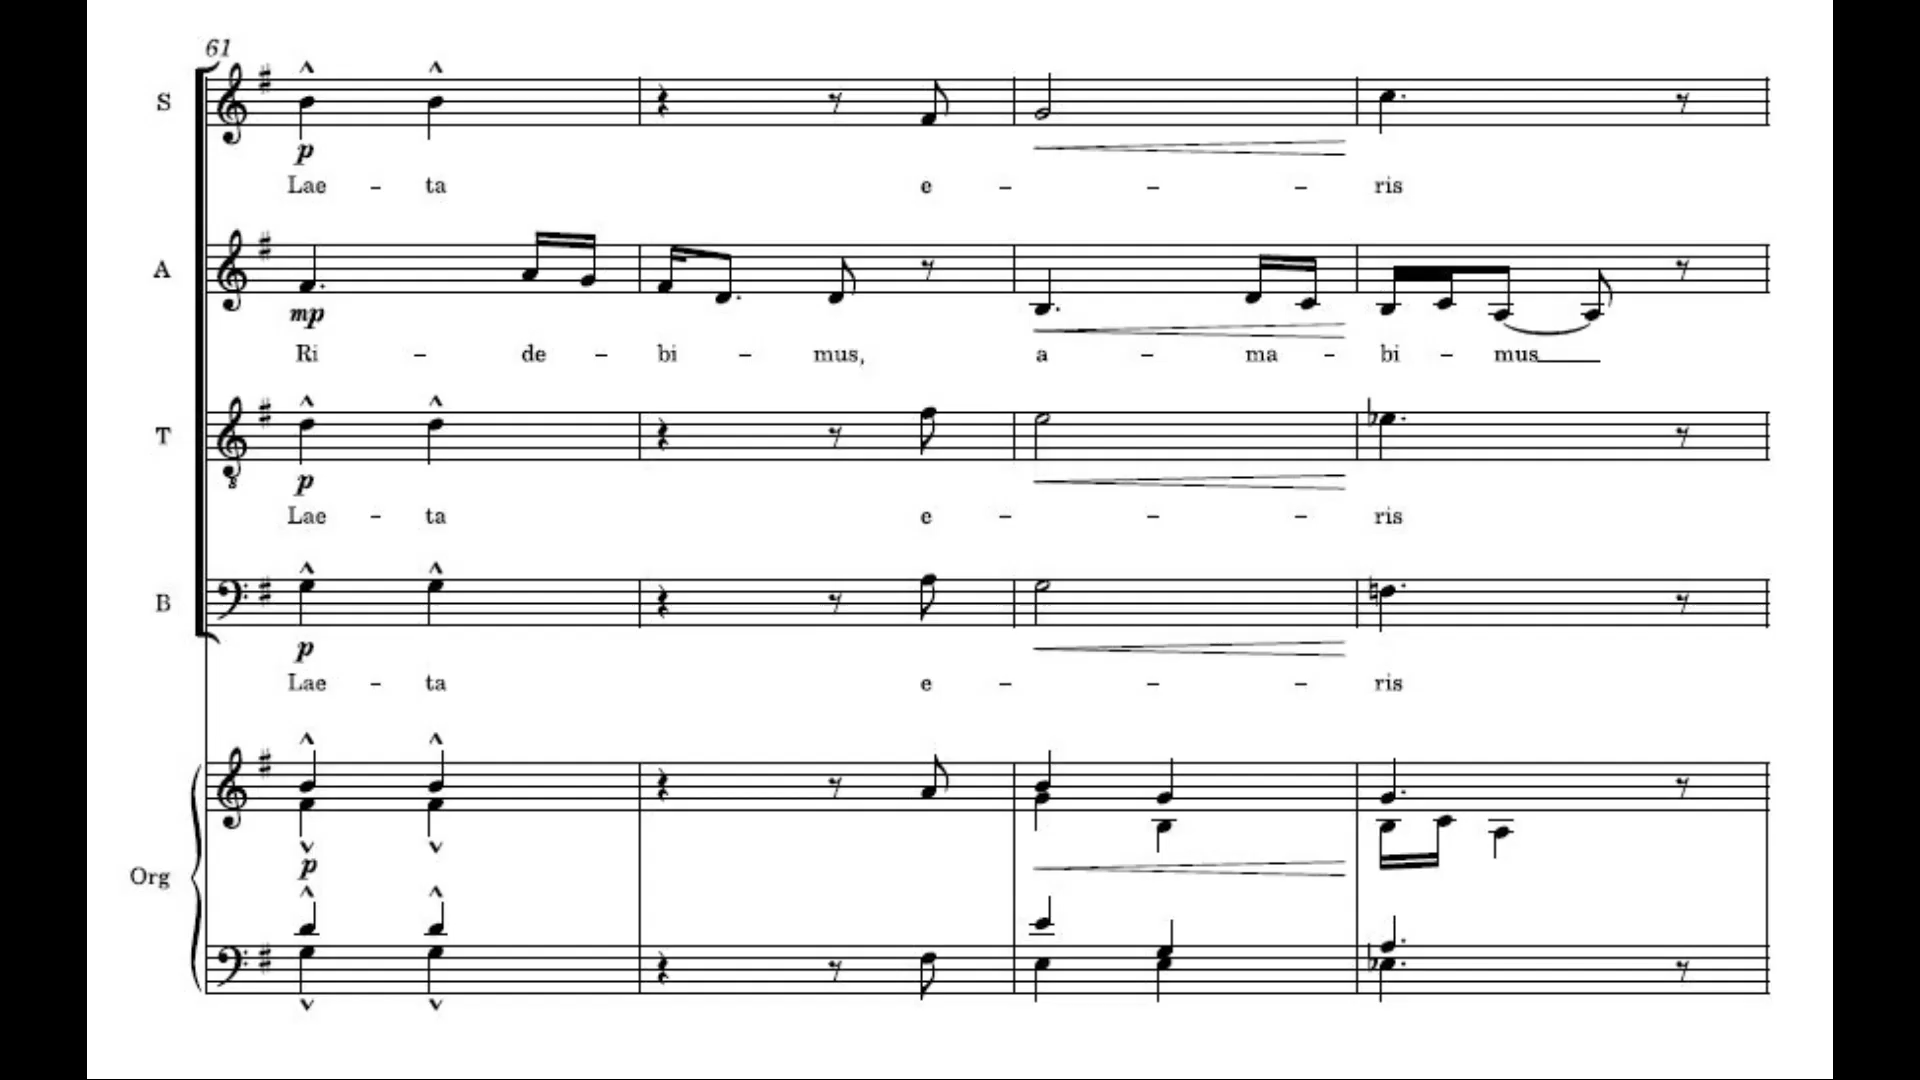 61
S
p
Lae - ta e - - - ris
A
mp
Ri - de - bi - mus, a - ma - bi - mus
T
8
p
Lae - ta e - - - ris
B
p
Lae - ta e - - - ris
p
Org